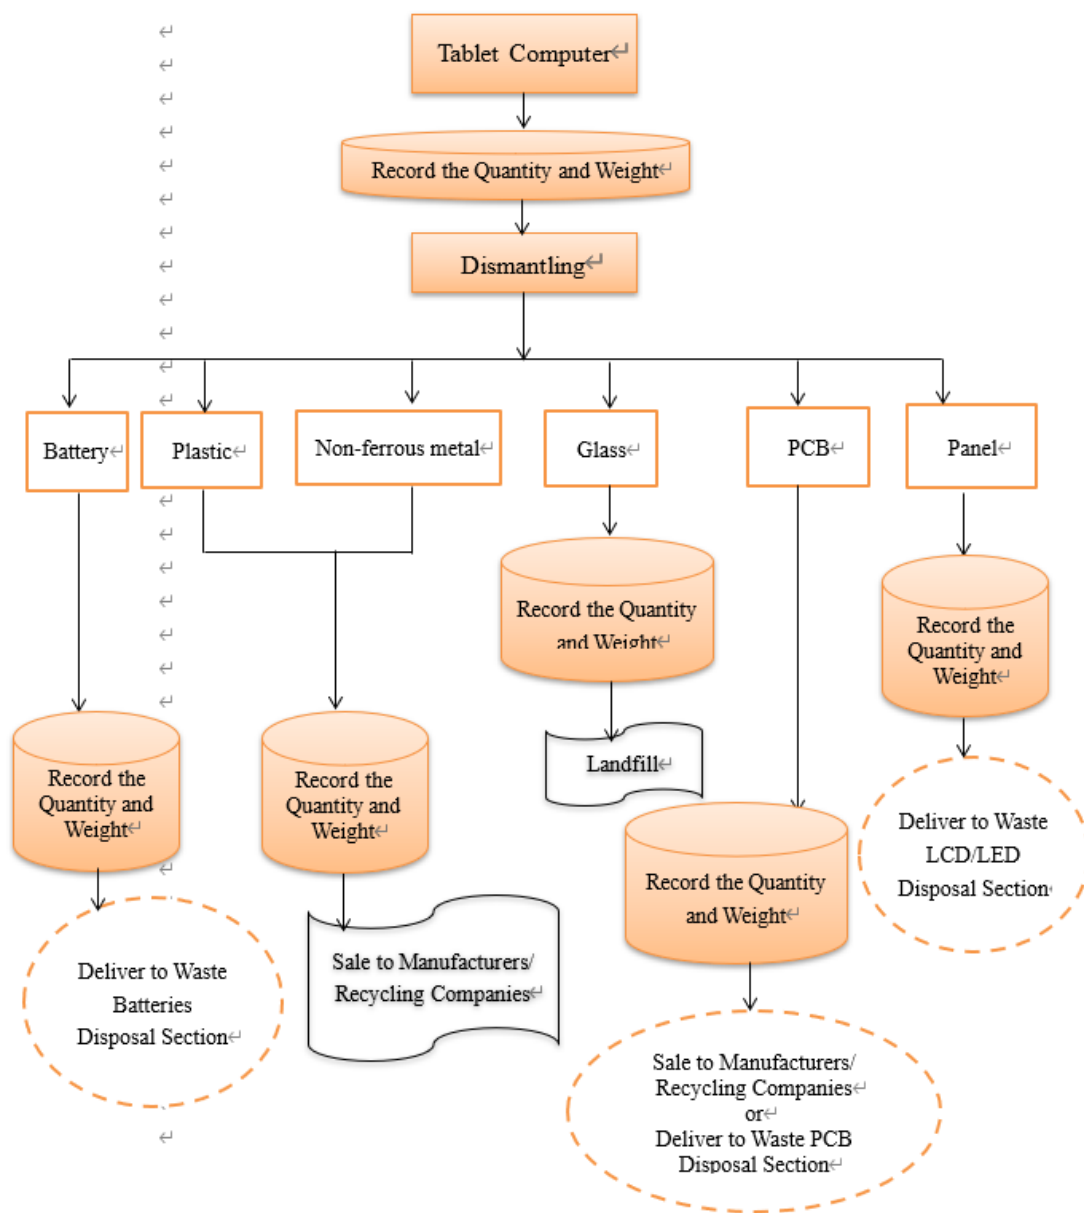 Tablet Computer
Record the Quantity and Weight
Dismantling
Battery
Plastic
Non-ferrous metal
Glass
PCB
Panel
Record the Quantity
and Weight
Record the
Quantity and
Weight
Record the
Quantity and
Weight
Record the
Quantity and
Weight
Landfill
Record the Quantity
and Weight
Deliver to Waste
LCD/LED
Disposal Section
Deliver to Waste
Batteries
Disposal Section
Sale to Manufacturers/
Recycling Companies
Sale to Manufacturers/
Recycling Companies
or
Deliver to Waste PCB
Disposal Section